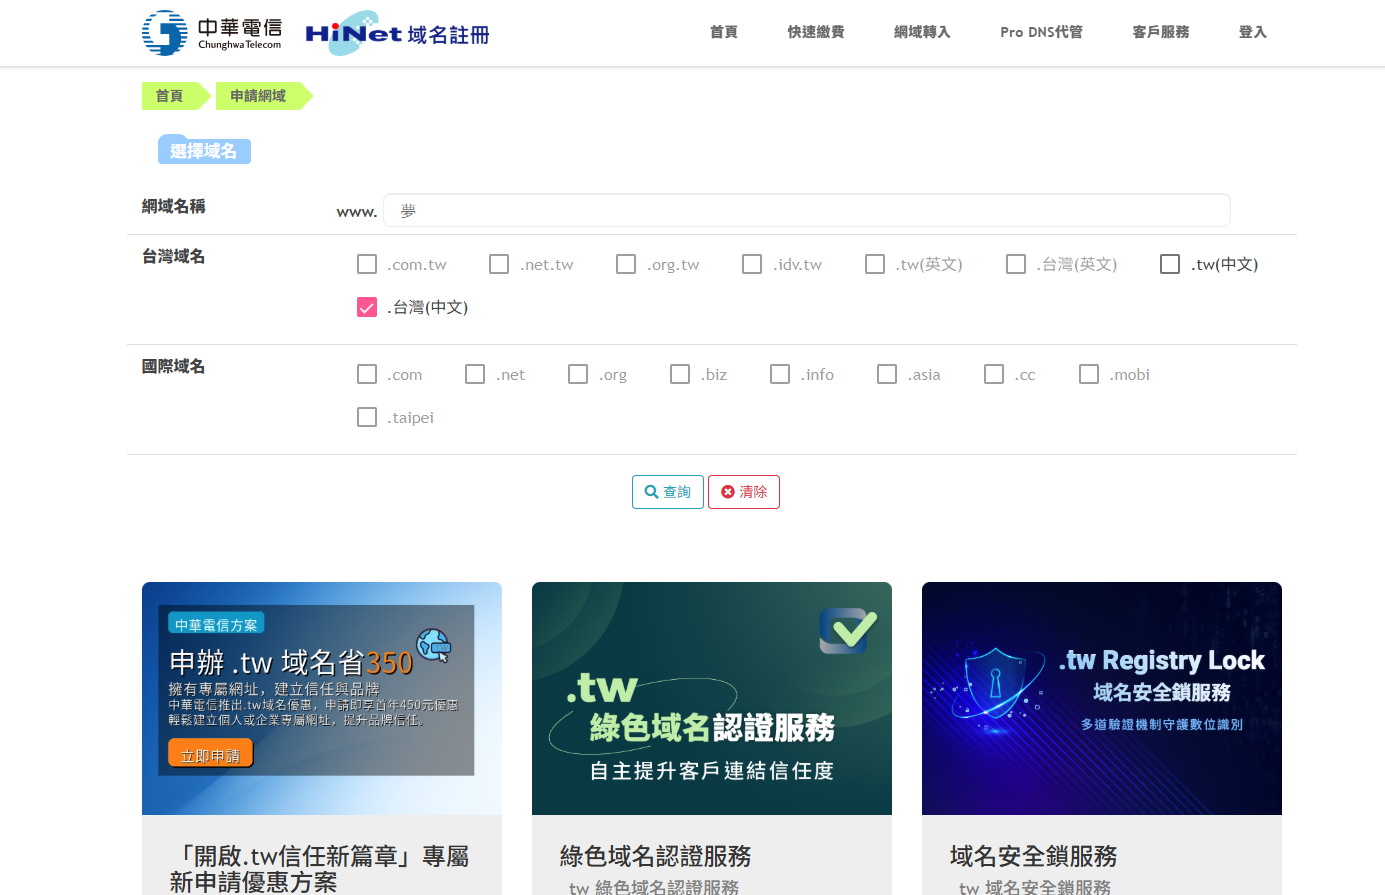 中華電信
Chunghwa Telecom
HiNet 域名註冊
首頁 快速繳費 網域轉入 Pro DNS代管 客戶服務 登入
首頁 申請網域
選擇域名
網域名稱 www. 夢
台灣域名 .com.tw .net.tw .org.tw .idv.tw .tw(英文) .台灣(英文) .tw(中文)
.台灣(中文)
國際域名 .com .net .org .biz .info .asia .cc .mobi
.taipei
查詢 清除
中華電信方案
申辦 .tw 域名省350
擁有專屬網址，建立信任與品牌
中華電信推出.tw域名優惠，申請即享首年450元優惠
輕鬆建立個人或企業專屬網址，提升品牌信任。
立即申請
.tw
綠色域名認證服務
自主提升客戶連結信任度
.tw Registry Lock
域名安全鎖服務
多道驗證機制守護數位識別
「開啟.tw信任新篇章」專屬
新申請優惠方案
綠色域名認證服務
.tw 綠色域名認證服務
域名安全鎖服務
.tw 域名安全鎖服務